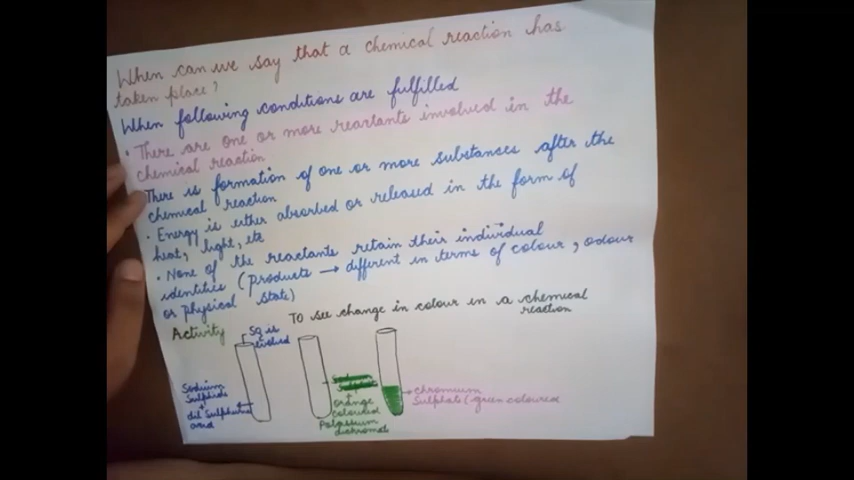 When can we say that a chemical reaction has
taken place?
When following conditions are fulfilled
• There are one or more reactants involved in the
chemical reaction
There is formation of one or more substances after the
chemical reaction
• Energy is either absorbed or released in the form of
heat, light, etc
• None of the reactants retain their individual
identities (Products → different in terms of colour, odour
or physical state)
To see change in colour in a chemical
reaction
Activity
SO is
evolved
Sodium
Sulphide
+
dil Sulphuric
acid
+
orange
coloured
Potassium
dichromat
chromium
Sulphate (green coloured